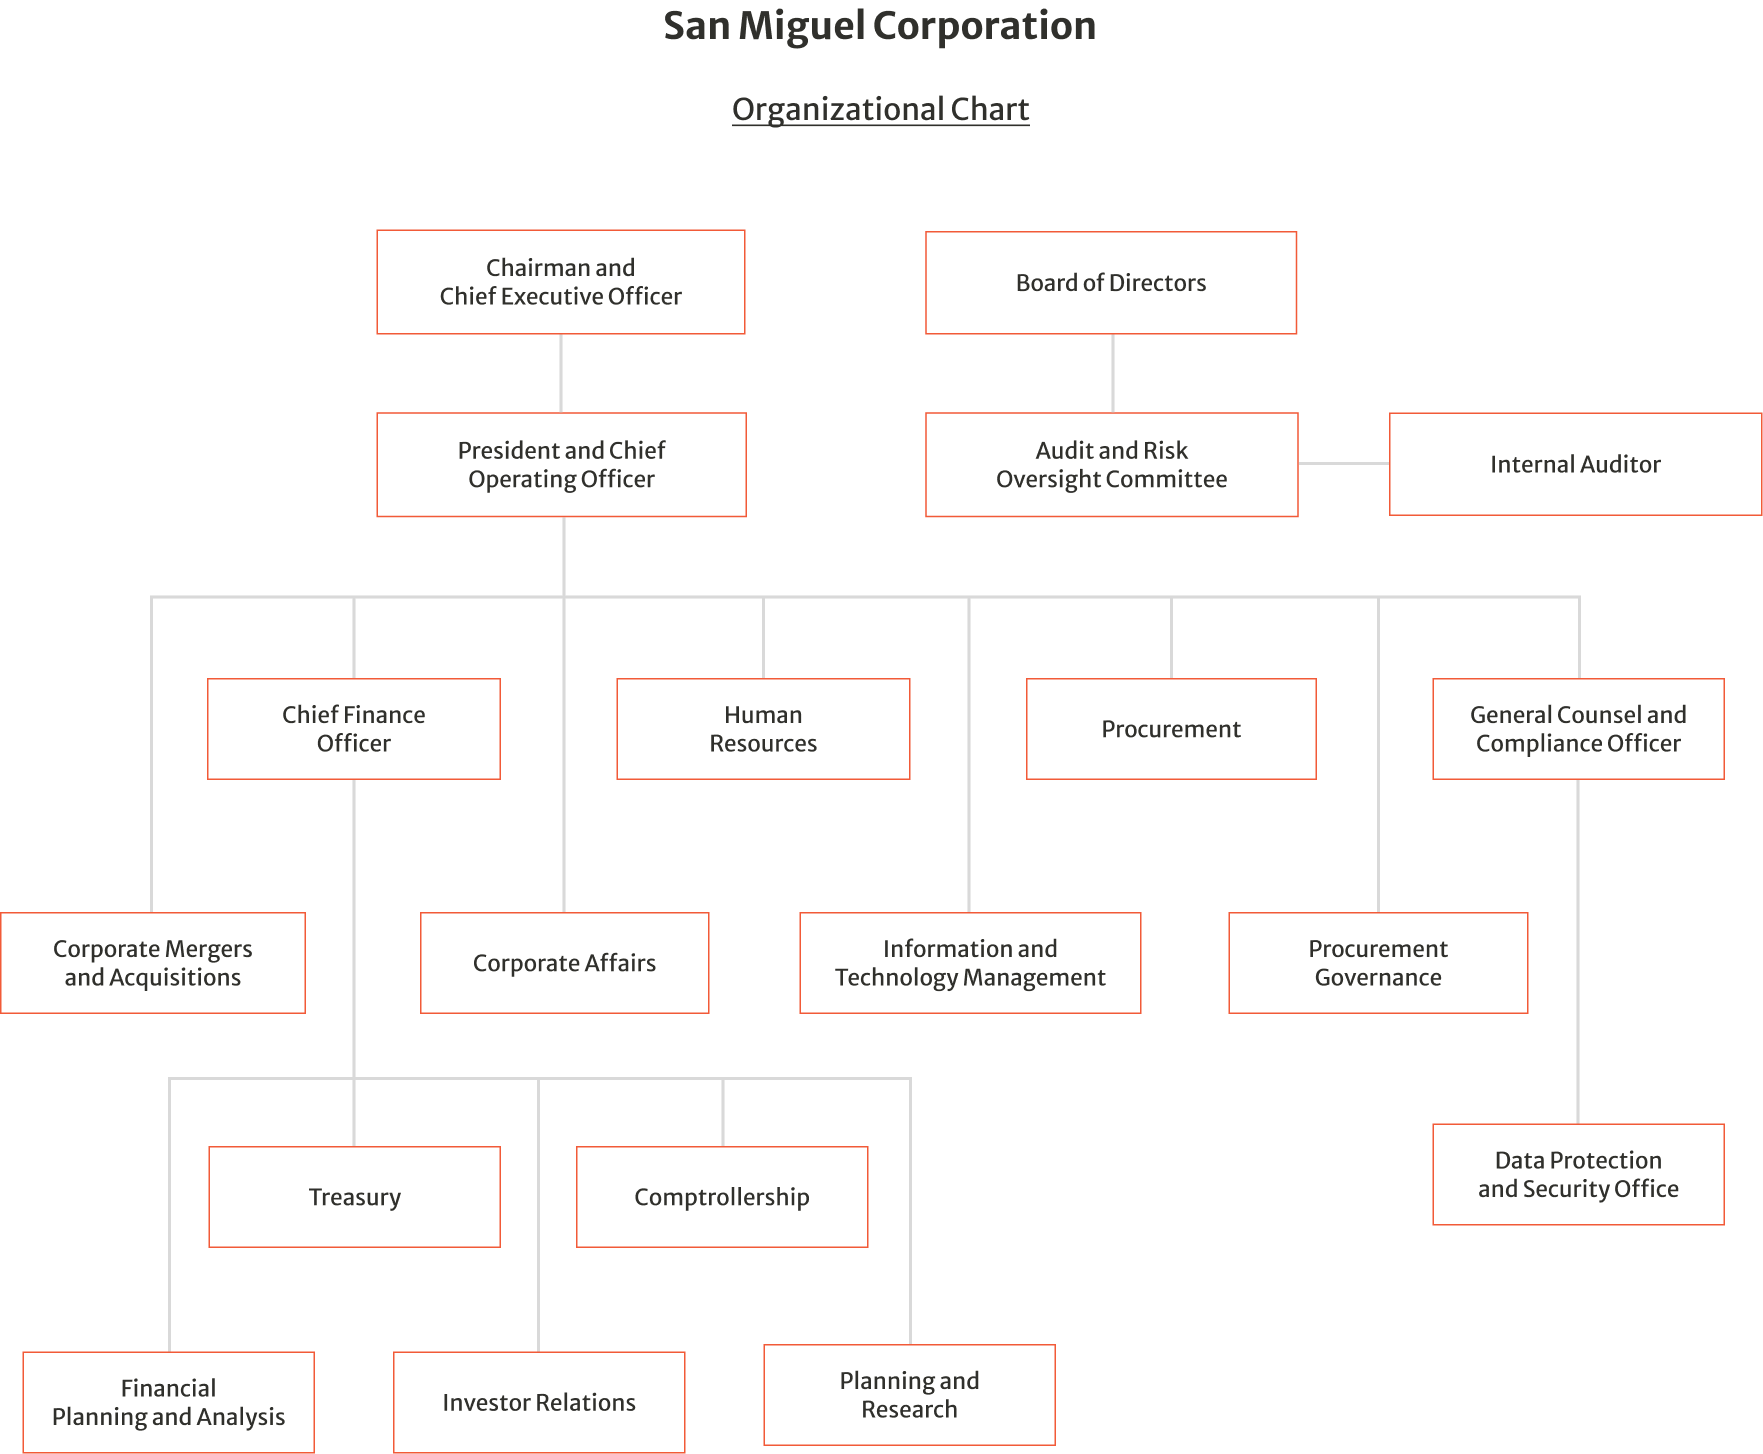 San Miguel Corporation
Organizational Chart
Chairman and
Chief Executive Officer
Board of Directors
President and Chief
Operating Officer
Audit and Risk
Oversight Committee
Internal Auditor
Chief Finance
Officer
Human
Resources
Procurement
General Counsel and
Compliance Officer
Corporate Mergers
and Acquisitions
Corporate Affairs
Information and
Technology Management
Procurement
Governance
Treasury
Comptrollership
Data Protection
and Security Office
Financial
Planning and Analysis
Investor Relations
Planning and
Research